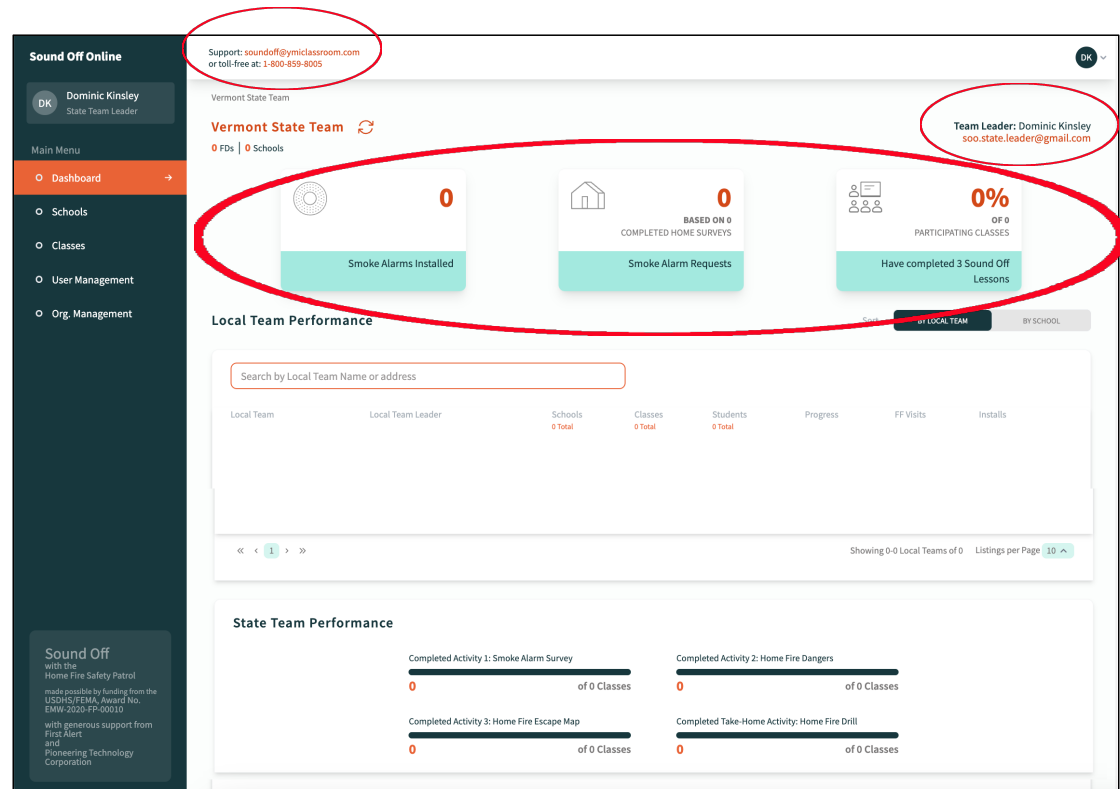 Sound Off Online
DK
Dominic Kinsley
State Team Leader
Main Menu
Dashboard
Schools
Classes
User Management
Org. Management
Sound Off
with the
Home Fire Safety Patrol
made possible by funding from the
USDHS/FEMA, Award No.
EMW-2020-FP-00010
with generous support from
First Alert
and
Pioneering Technology
Corporation
Support: soundoff@ymiclassroom.com
or toll-free at: 1-800-859-8005
DK
Vermont State Team
Vermont State Team
0 FDs | 0 Schools
Team Leader: Dominic Kinsley
soo.state.leader@gmail.com
0
Smoke Alarms Installed
0
BASED ON 0
COMPLETED HOME SURVEYS
Smoke Alarm Requests
0%
OF 0
PARTICIPATING CLASSES
Have completed 3 Sound Off
Lessons
Local Team Performance
Sort
BY LOCAL TEAM
BY SCHOOL
Search by Local Team Name or address
Local Team Local Team Leader Schools Classes Students Progress FF Visits Installs
0 Total 0 Total 0 Total
« ‹ 1 › »
Showing 0-0 Local Teams of 0 Listings per Page 10
State Team Performance
Completed Activity 1: Smoke Alarm Survey
0 of 0 Classes
Completed Activity 2: Home Fire Dangers
0 of 0 Classes
Completed Activity 3: Home Fire Escape Map
0 of 0 Classes
Completed Take-Home Activity: Home Fire Drill
0 of 0 Classes